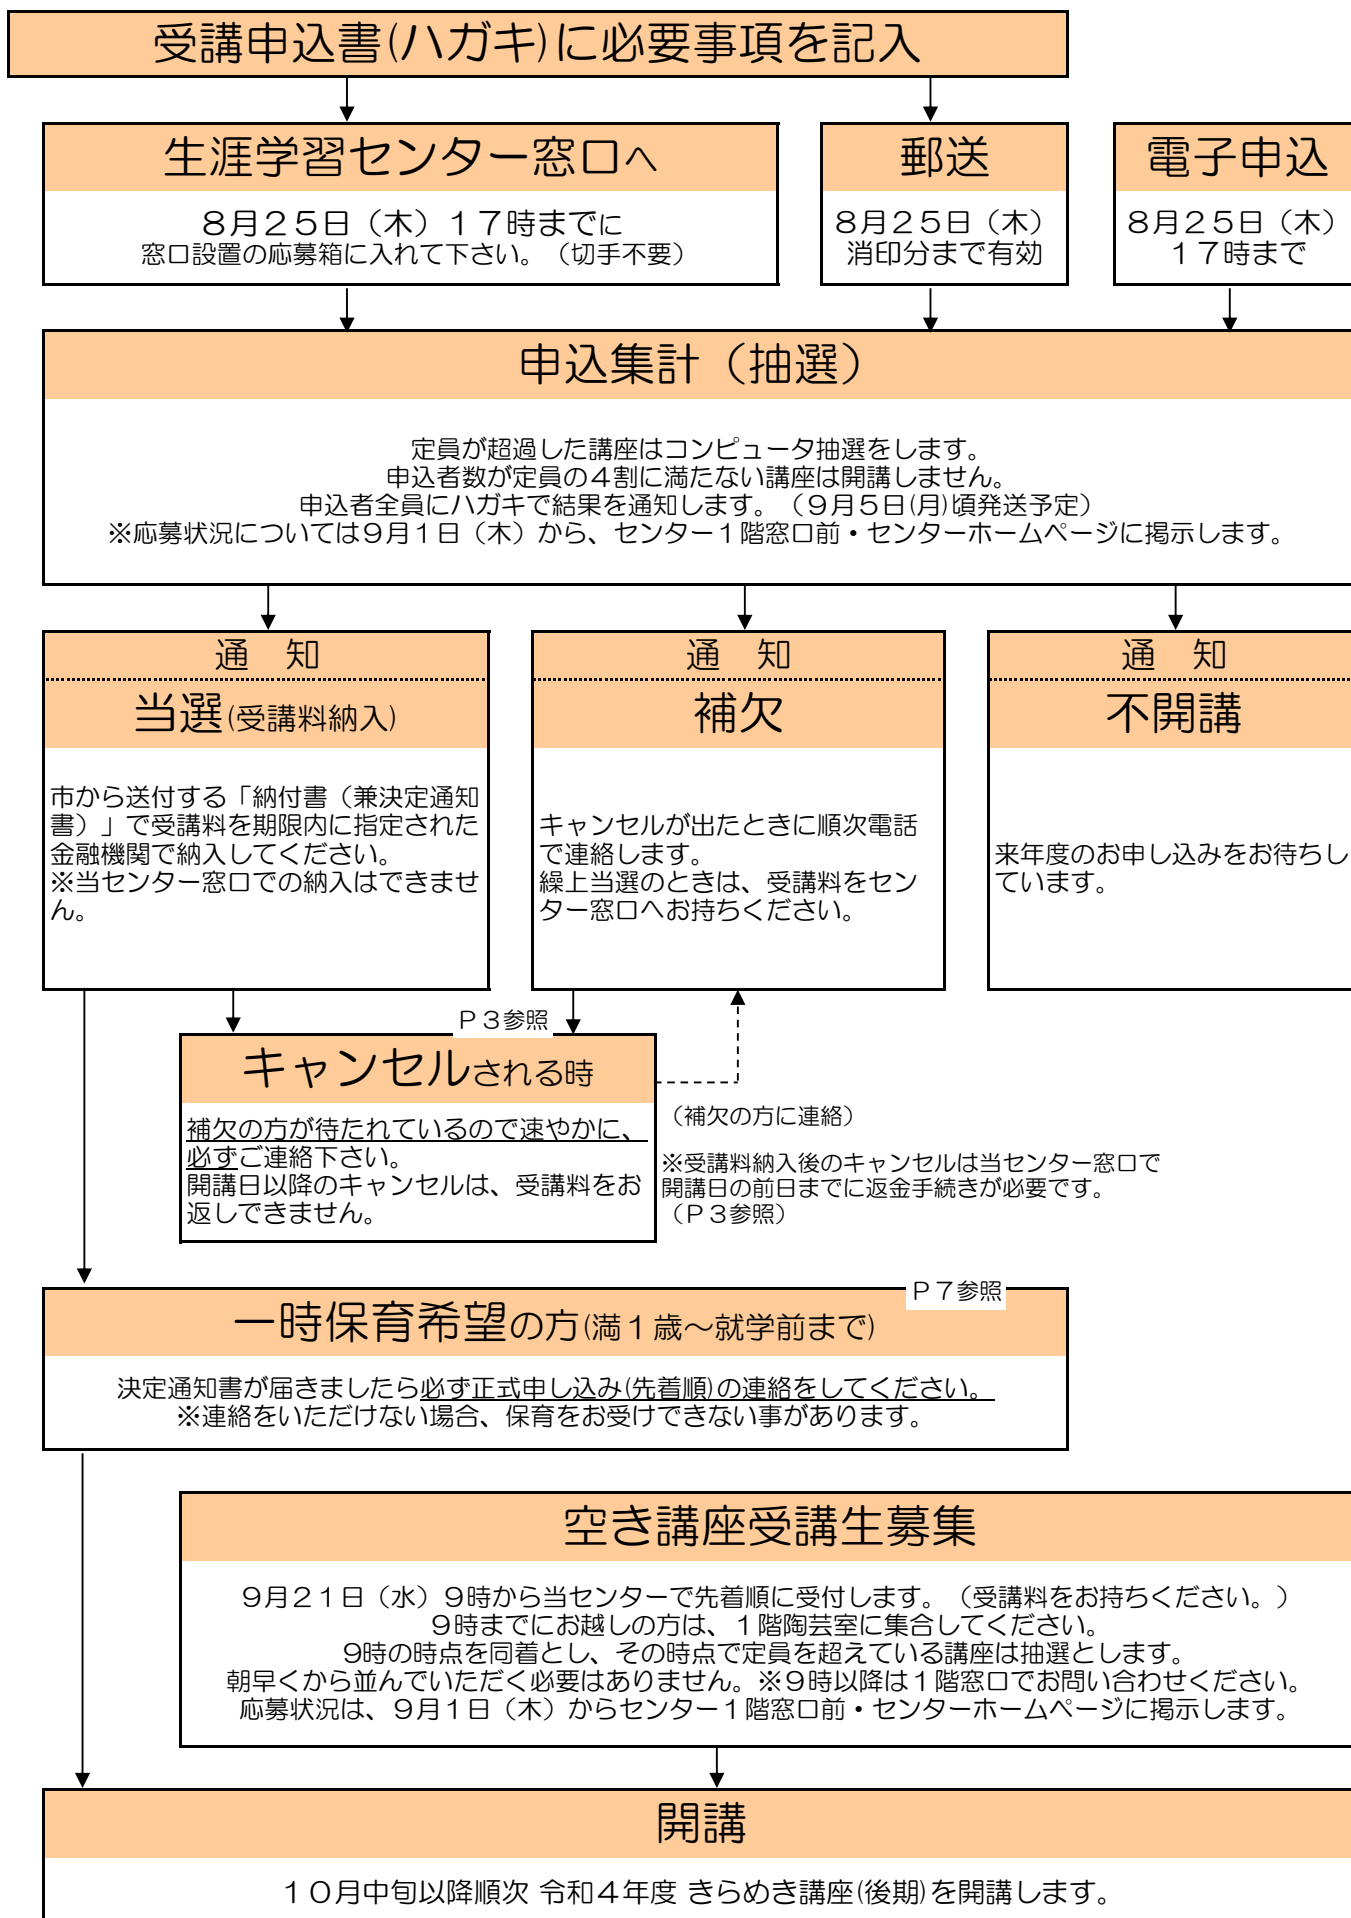 受講申込書(ハガキ)に必要事項を記入
生涯学習センター窓口へ
８月２５日（木）１７時までに
窓口設置の応募箱に入れて下さい。（切手不要）
郵送
８月２５日（木）
消印分まで有効
電子申込
８月２５日（木）
１７時まで
申込集計（抽選）
定員が超過した講座はコンピュータ抽選をします。
申込者数が定員の４割に満たない講座は開講しません。
申込者全員にハガキで結果を通知します。（９月５日(月)頃発送予定）
※応募状況については９月１日（木）から、センター１階窓口前・センターホームページに掲示します。
通　知
当選(受講料納入)
市から送付する「納付書（兼決定通知
書）」で受講料を期限内に指定された
金融機関で納入してください。
※当センター窓口での納入はできませ
ん。
通　知
補欠
キャンセルが出たときに順次電話
で連絡します。
繰上当選のときは、受講料をセン
ター窓口へお持ちください。
通　知
不開講
来年度のお申し込みをお待ちし
ています。
Ｐ３参照
キャンセルされる時
補欠の方が待たれているので速やかに、
必ずご連絡下さい。
開講日以降のキャンセルは、受講料をお
返しできません。
（補欠の方に連絡）
※受講料納入後のキャンセルは当センター窓口で
開講日の前日までに返金手続きが必要です。
（Ｐ３参照）
Ｐ７参照
一時保育希望の方(満１歳～就学前まで)
決定通知書が届きましたら必ず正式申し込み(先着順)の連絡をしてください。
※連絡をいただけない場合、保育をお受けできない事があります。
空き講座受講生募集
９月２１日（水）９時から当センターで先着順に受付します。（受講料をお持ちください。）
９時までにお越しの方は、１階陶芸室に集合してください。
9時の時点を同着とし、その時点で定員を超えている講座は抽選とします。
朝早くから並んでいただく必要はありません。※９時以降は１階窓口でお問い合わせください。
応募状況は、９月１日（木）からセンター１階窓口前・センターホームページに掲示します。
開講
１０月中旬以降順次 令和４年度 きらめき講座(後期)を開講します。